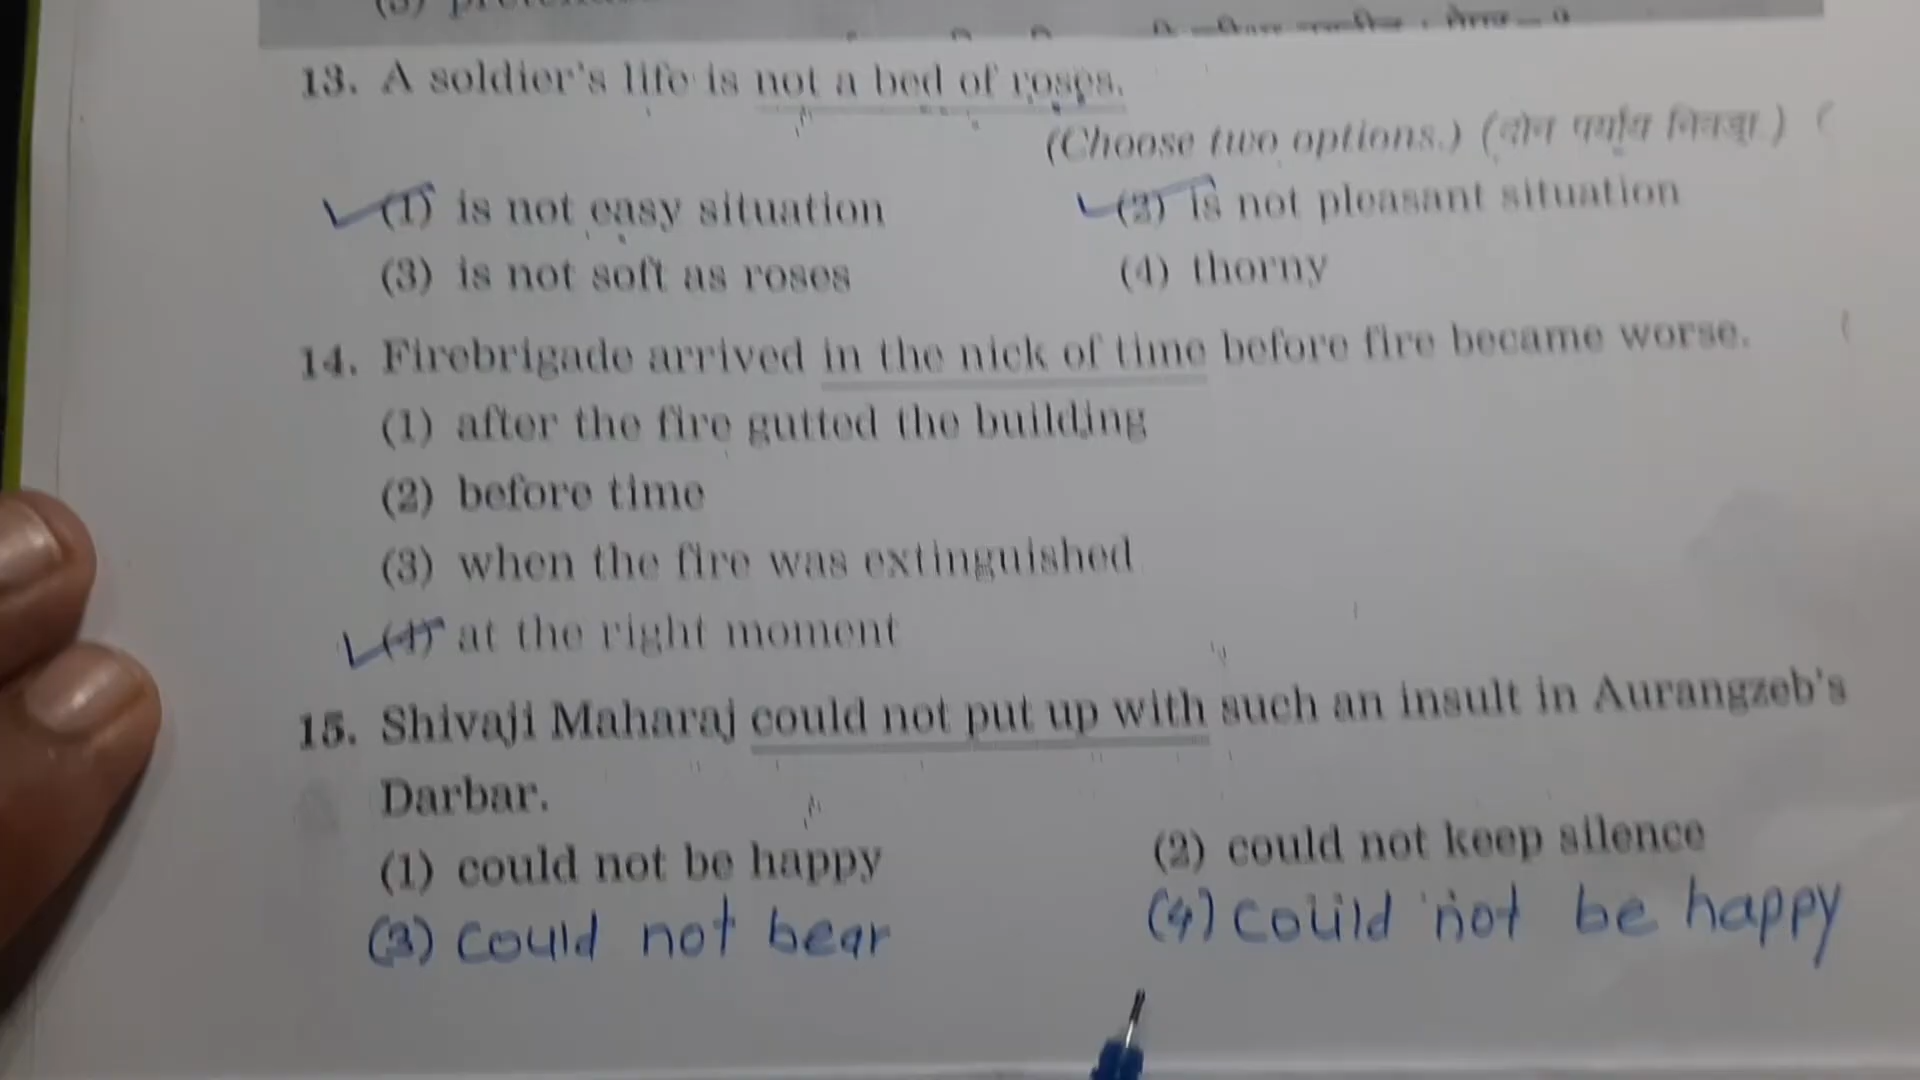 13. A soldier's life is not a bed of roses.
(Choose two options.) (दोन पर्याय निवडा.) (
(1) is not easy situation (2) is not pleasant situation
(3) is not soft as roses (4) thorny
14. Firebrigade arrived in the nick of time before fire became worse.
(1) after the fire gutted the building
(2) before time
(3) when the fire was extinguished
(4) at the right moment
15. Shivaji Maharaj could not put up with such an insult in Aurangzeb's
Darbar.
(1) could not be happy (2) could not keep silence
(3) could not bear (4) could not be happy